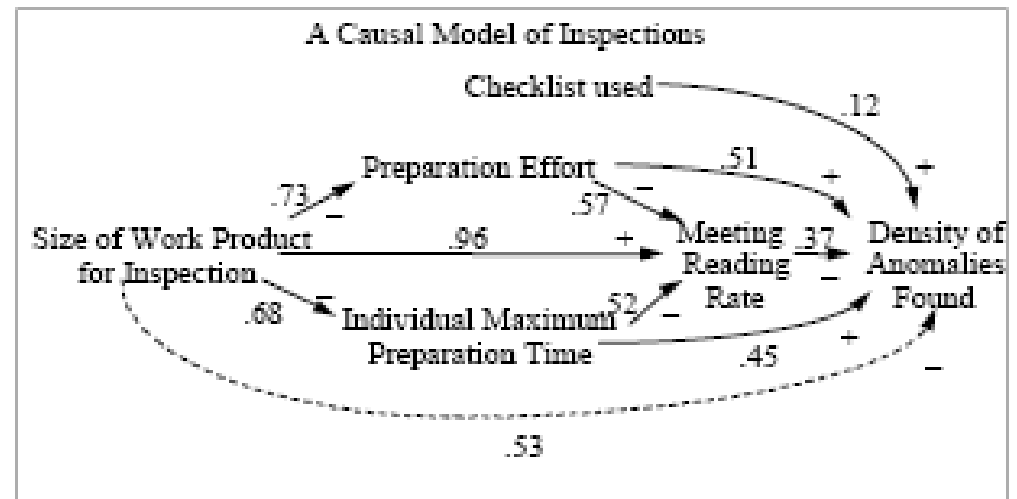 A Causal Model of Inspections
Checklist used
.12
+
Preparation Effort
.51
+
.73
−
.57
−
Size of Work Product
for Inspection
.96
+
Meeting
Reading
Rate
.37
−
Density of
Anomalies
Found
.68
−
Individual Maximum
Preparation Time
.52
−
.45
+
−
.53